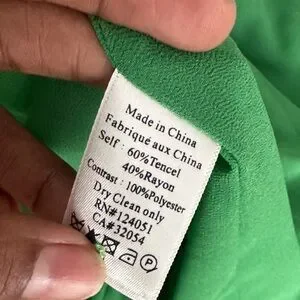 Made in China
Fabriqué aux China
Self : 60%Tencel
40%Rayon
Contrast : 100%Polyester
Dry Clean only
RN#124051
CA#32054
P